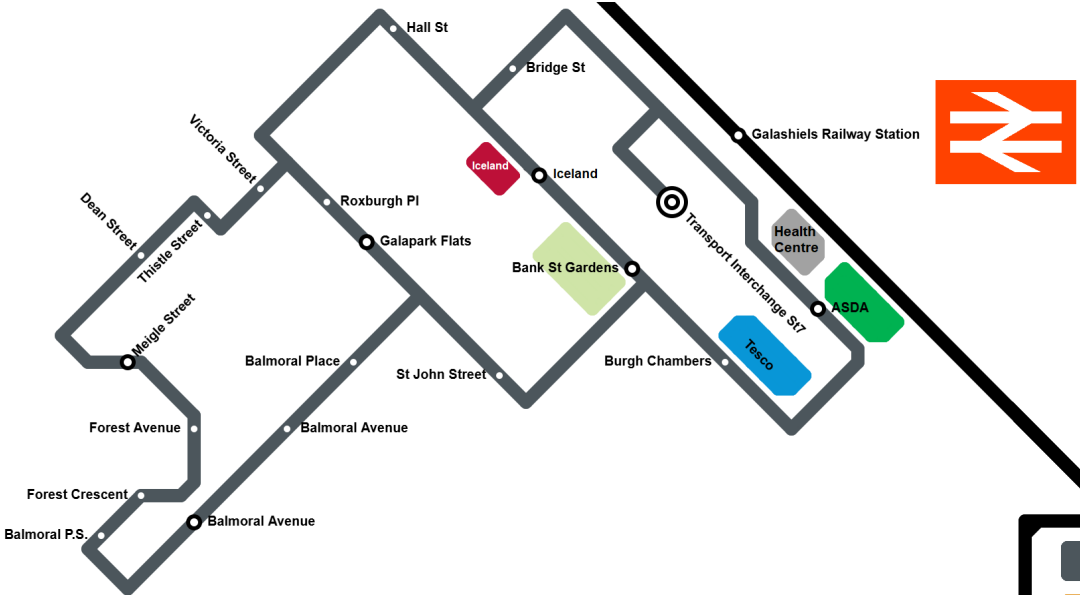 Hall St
Bridge St
Victoria Street
Galashiels Railway Station
Iceland
Iceland
Dean Street
Thistle Street
Roxburgh Pl
Galapark Flats
Transport Interchange St7
Health
Centre
Bank St Gardens
Meigle Street
ASDA
Tesco
Balmoral Place
St John Street
Burgh Chambers
Forest Avenue
Balmoral Avenue
Forest Crescent
Balmoral Avenue
Balmoral P.S.